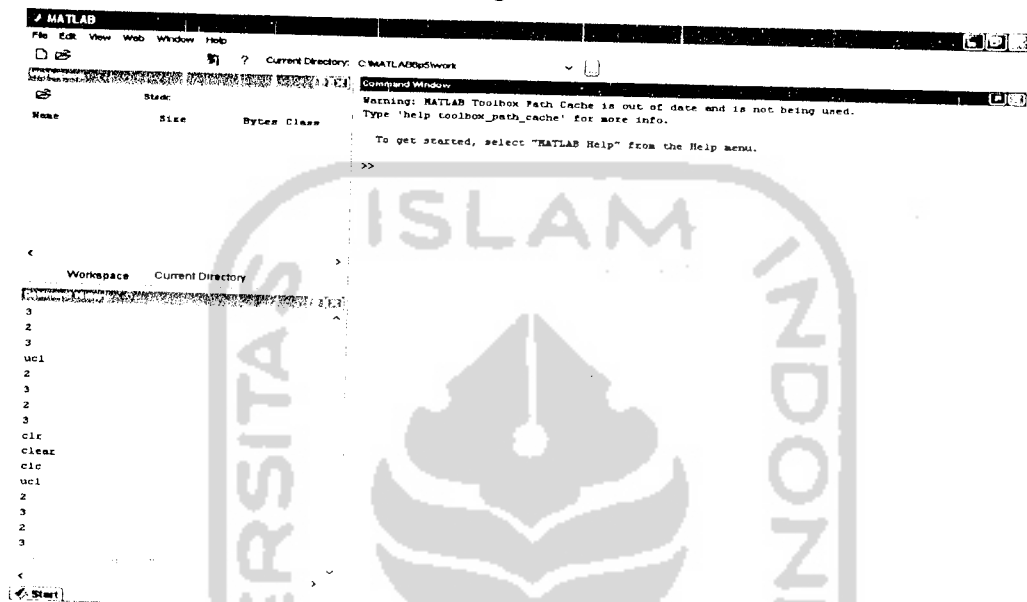 MATLAB
File Edit View Web Window Help
? Current Directory: C:\MATLAB6p5\work
Command Window
Warning: MATLAB Toolbox Path Cache is out of date and is not being used.
Type 'help toolbox_path_cache' for more info.
To get started, select "MATLAB Help" from the Help menu.
>>
Stack:
Name Size Bytes Class
Workspace Current Directory
3
2
3
ucl
2
3
2
3
clr
clear
clc
ucl
2
3
2
3
Start
ISLAM